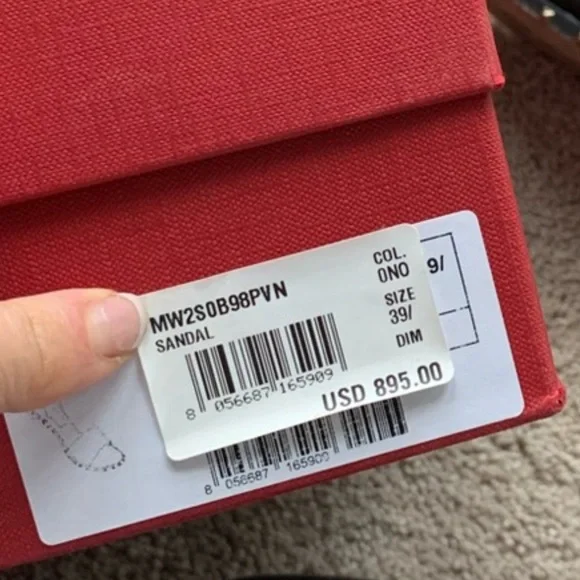 MW2S0B98PVN
SANDAL
COL.
0NO
SIZE
39/
DIM
8 056687 165909
USD 895.00
9/
8 056687 165909